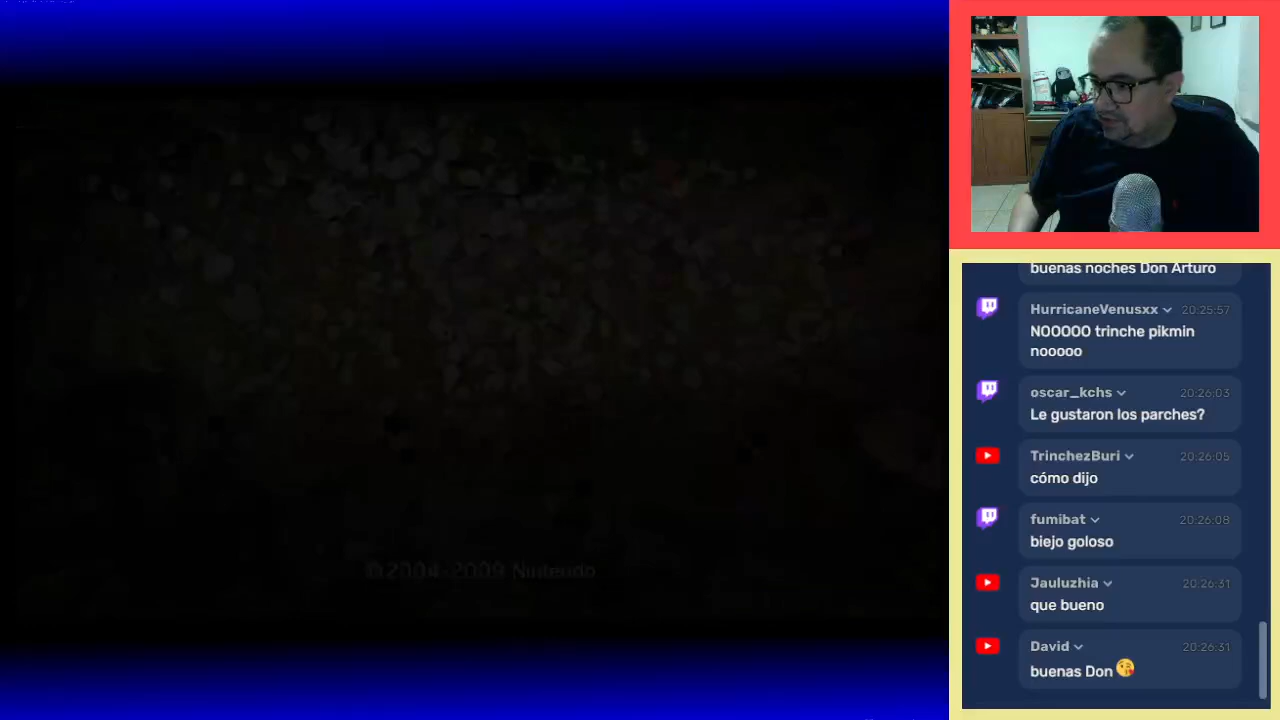 buenas noches Don Arturo
HurricaneVenusxx 20:25:57
NOOOOO trinche pikmin
nooooo
oscar_kchs 20:26:03
Le gustaron los parches?
TrinchezBuri 20:26:05
cómo dijo
fumibat 20:26:08
biejo goloso
Jauluzhia 20:26:31
que bueno
David 20:26:31
buenas Don 😘
©2004-2009 Nintendo